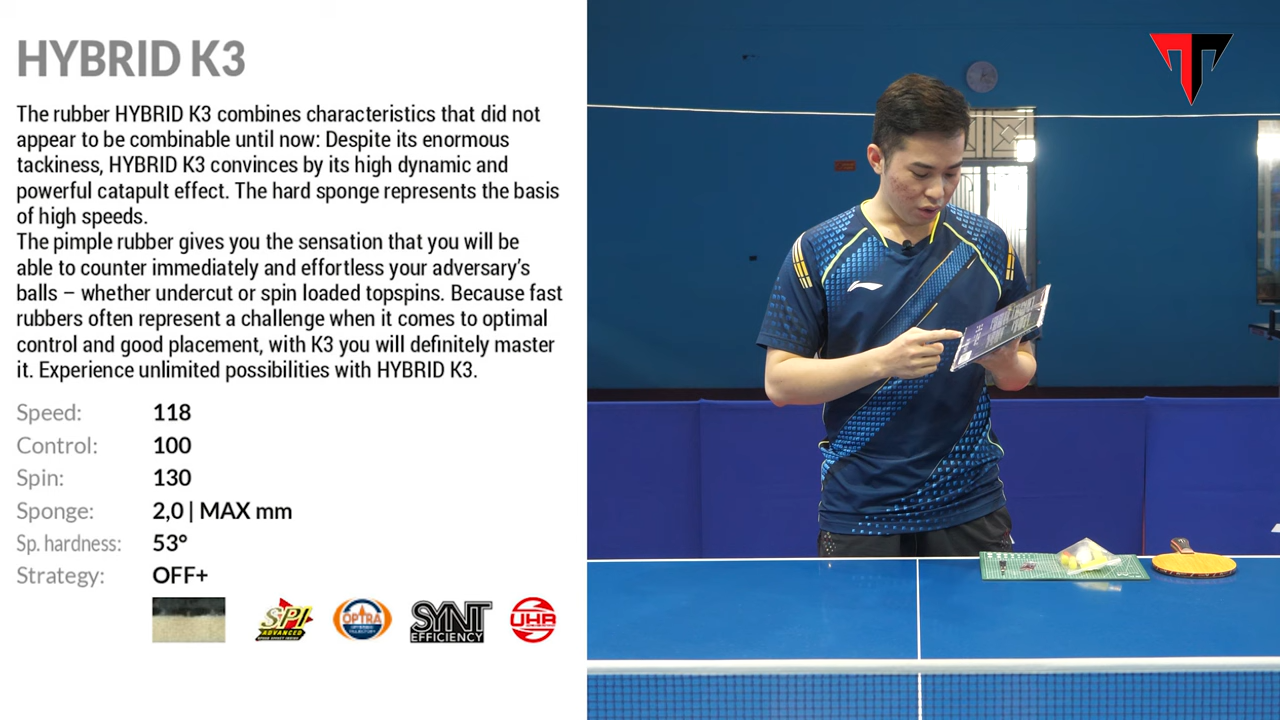 HYBRID K3
The rubber HYBRID K3 combines characteristics that did not
appear to be combinable until now: Despite its enormous
tackiness, HYBRID K3 convinces by its high dynamic and
powerful catapult effect. The hard sponge represents the basis
of high speeds.
The pimple rubber gives you the sensation that you will be
able to counter immediately and effortless your adversary’s
balls – whether undercut or spin loaded topspins. Because fast
rubbers often represent a challenge when it comes to optimal
control and good placement, with K3 you will definitely master
it. Experience unlimited possibilities with HYBRID K3.
Speed: 118
Control: 100
Spin: 130
Sponge: 2,0 | MAX mm
Sp. hardness: 53°
Strategy: OFF+
SPI
ADVANCED
OPTRA
SYNT
EFFICIENCY
UHR